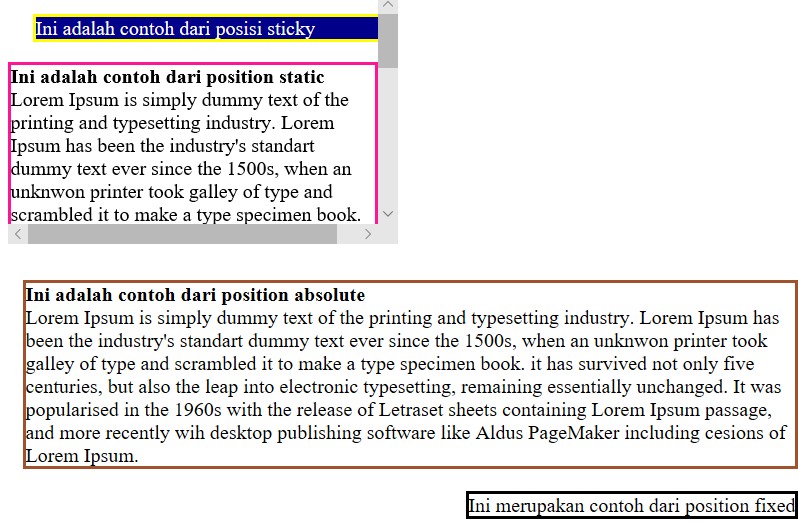 Ini adalah contoh dari posisi sticky
Ini adalah contoh dari position static
Lorem Ipsum is simply dummy text of the
printing and typesetting industry. Lorem
Ipsum has been the industry's standart
dummy text ever since the 1500s, when an
unknwon printer took galley of type and
scrambled it to make a type specimen book.
Ini adalah contoh dari position absolute
Lorem Ipsum is simply dummy text of the printing and typesetting industry. Lorem Ipsum has
been the industry's standart dummy text ever since the 1500s, when an unknwon printer took
galley of type and scrambled it to make a type specimen book. it has survived not only five
centuries, but also the leap into electronic typesetting, remaining essentially unchanged. It was
popularised in the 1960s with the release of Letraset sheets containing Lorem Ipsum passage,
and more recently wih desktop publishing software like Aldus PageMaker including cesions of
Lorem Ipsum.
Ini merupakan contoh dari position fixed